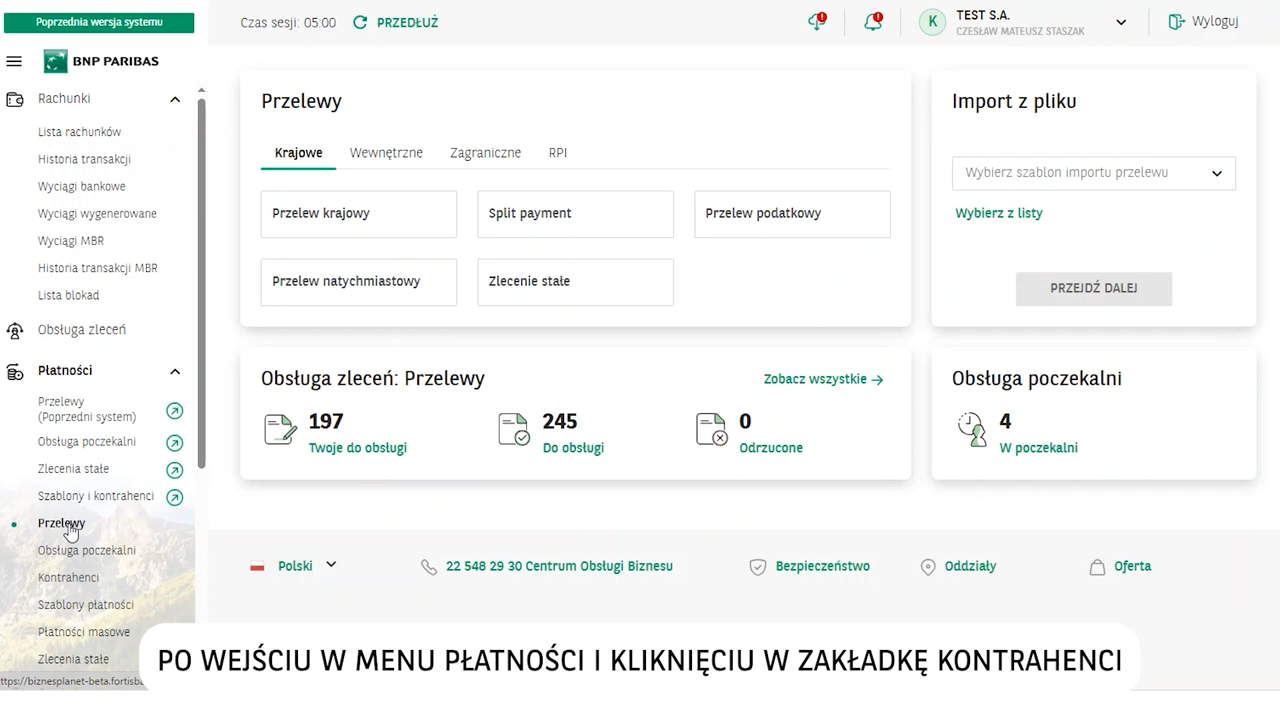 Poprzednia wersja systemu
Czas sesji: 05:00
PRZEDŁUŻ
K
TEST S.A.
CZESŁAW MATEUSZ STASZAK
Wyloguj
BNP PARIBAS
Rachunki
Lista rachunków
Historia transakcji
Wyciągi bankowe
Wyciągi wygenerowane
Wyciągi MBR
Historia transakcji MBR
Lista blokad
Obsługa zleceń
Płatności
Przelewy
(Poprzedni system)
Obsługa poczekalni
Zlecenia stałe
Szablony i kontrahenci
Przelewy
Obsługa poczekalni
Kontrahenci
Szablony płatności
Płatności masowe
Zlecenia stałe
Przelewy
Krajowe
Wewnętrzne
Zagraniczne
RPI
Przelew krajowy
Split payment
Przelew podatkowy
Przelew natychmiastowy
Zlecenie stałe
Import z pliku
Wybierz szablon importu przelewu
Wybierz z listy
PRZEJDŹ DALEJ
Obsługa zleceń: Przelewy
Zobacz wszystkie
197
Twoje do obsługi
245
Do obsługi
0
Odrzucone
Obsługa poczekalni
4
W poczekalni
Polski
22 548 29 30 Centrum Obsługi Biznesu
Bezpieczeństwo
Oddziały
Oferta
PO WEJŚCIU W MENU PŁATNOŚCI I KLIKNIĘCIU W ZAKŁADKĘ KONTRAHENCI